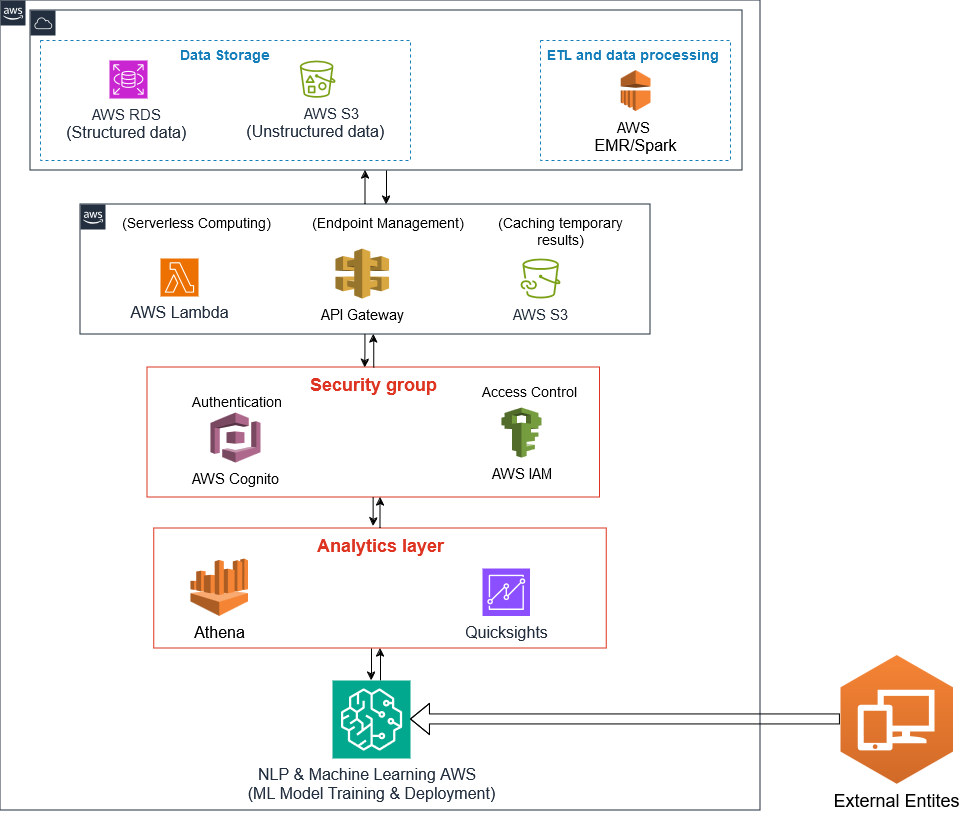 aws
Data Storage
ETL and data processing
AWS RDS
(Structured data)
AWS S3
(Unstructured data)
AWS
EMR/Spark
aws
(Serverless Computing)
(Endpoint Management)
(Caching temporary
results)
AWS Lambda
API Gateway
AWS S3
Security group
Authentication
Access Control
AWS Cognito
AWS IAM
Analytics layer
Athena
Quicksights
NLP & Machine Learning AWS
(ML Model Training & Deployment)
External Entites